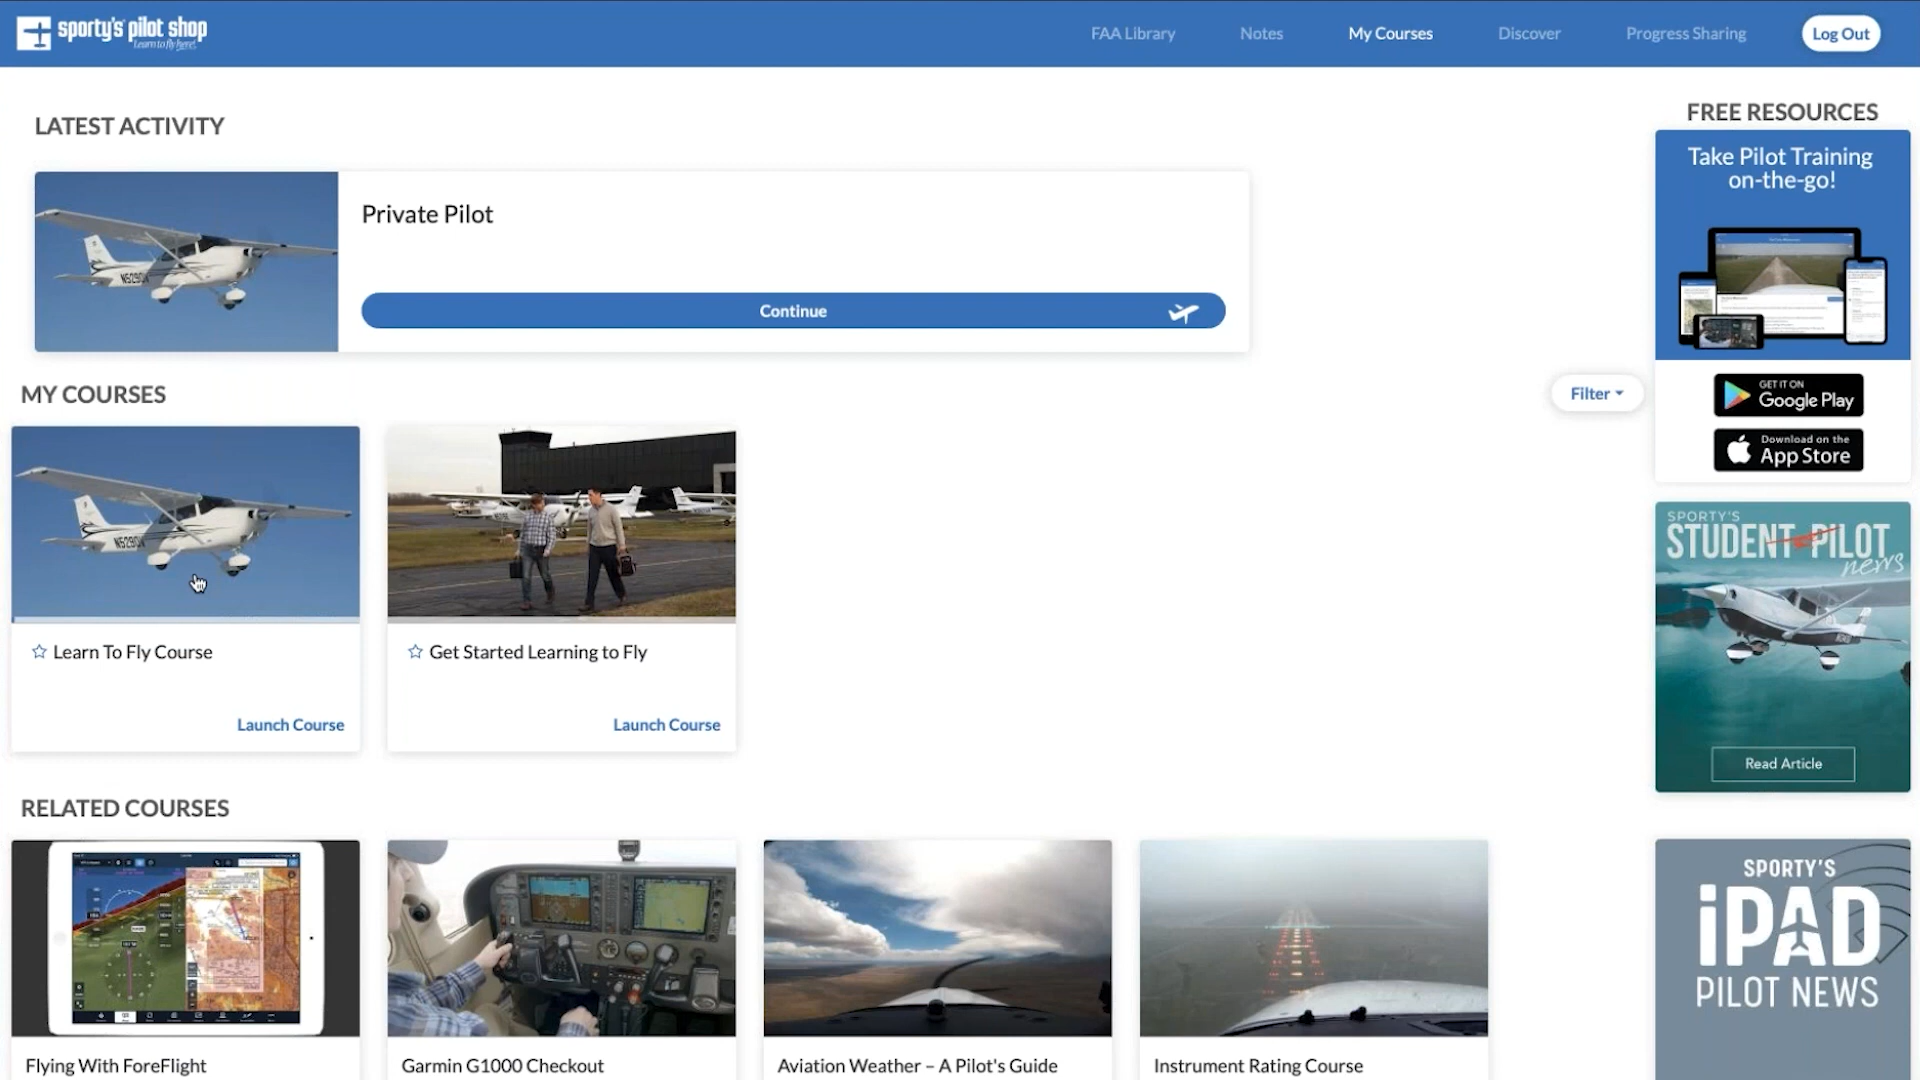 sporty's pilot shop
Learn to fly here!
FAA Library
Notes
My Courses
Discover
Progress Sharing
Log Out
LATEST ACTIVITY
Private Pilot
Continue
MY COURSES
Filter
Learn To Fly Course
Launch Course
Get Started Learning to Fly
Launch Course
RELATED COURSES
Flying With ForeFlight
Garmin G1000 Checkout
Aviation Weather – A Pilot's Guide
Instrument Rating Course
FREE RESOURCES
Take Pilot Training
on-the-go!
GET IT ON
Google Play
Download on the
App Store
SPORTY'S
STUDENT PILOT
news
Read Article
SPORTY'S
iPAD
PILOT NEWS